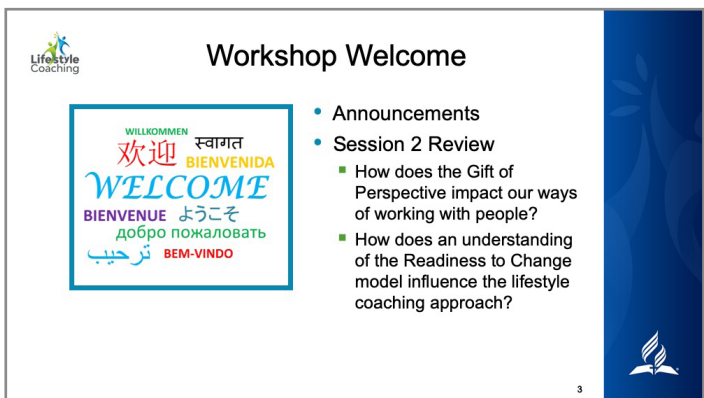 Lifestyle
Coaching
Workshop Welcome
WILLKOMMEN
欢迎 स्वागत
BIENVENIDA
WELCOME
BIENVENUE ようこそ
добро пожаловать
ترحيب BEM-VINDO
• Announcements
• Session 2 Review
▪ How does the Gift of
Perspective impact our ways
of working with people?
▪ How does an understanding
of the Readiness to Change
model influence the lifestyle
coaching approach?
3